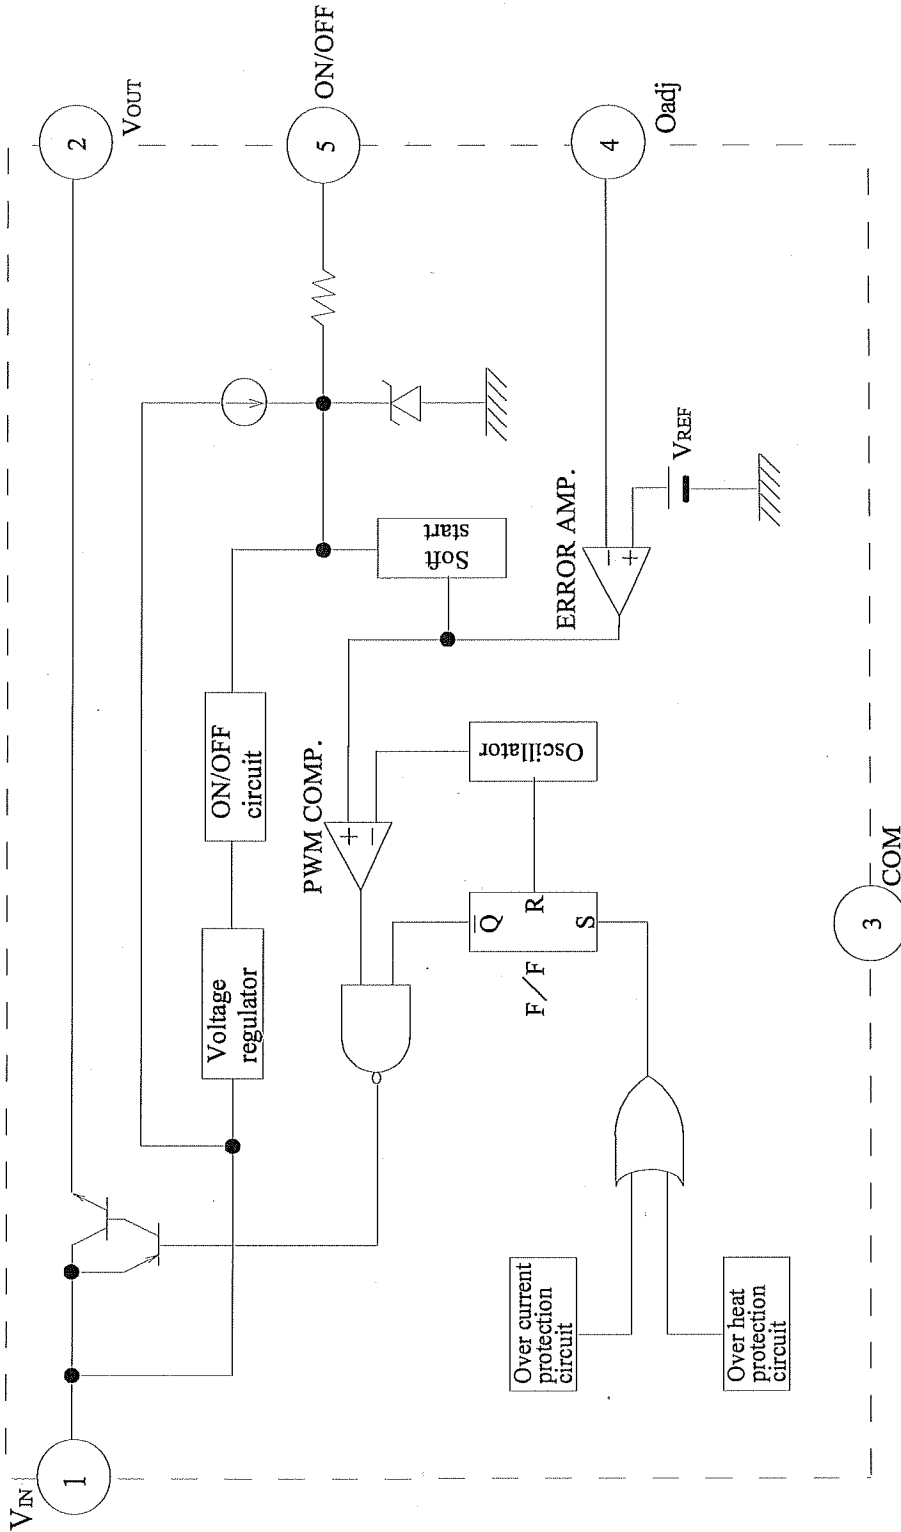 VIN
1
2
VOUT
Voltage
regulator
ON/OFF
circuit
5
ON/OFF
PWM COMP.
+
−
Soft
start
F/F
Q̅
R
S
Oscillator
ERROR AMP.
−
+
VREF
4
Oadj
Over current
protection
circuit
Over heat
protection
circuit
3
COM